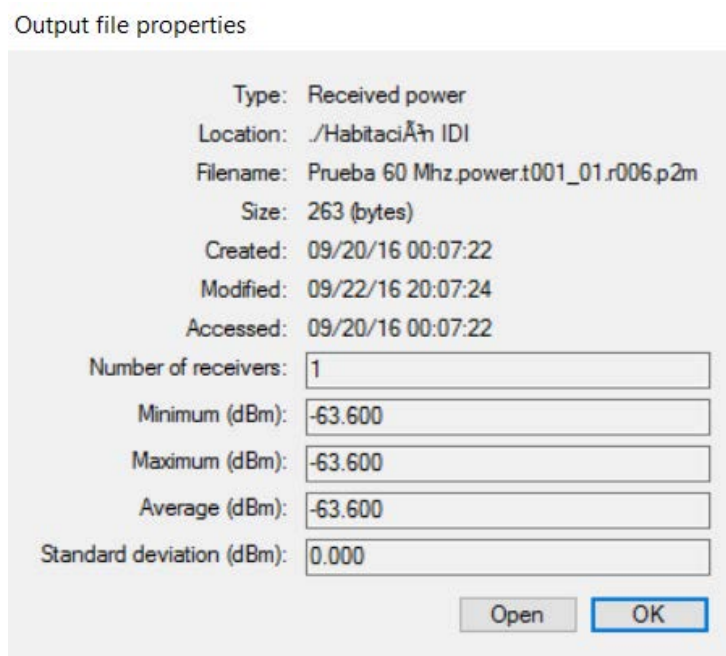 Output file properties
Type: Received power
Location: ./HabitaciÃ³n IDI
Filename: Prueba 60 Mhz.power.t001_01.r006.p2m
Size: 263 (bytes)
Created: 09/20/16 00:07:22
Modified: 09/22/16 20:07:24
Accessed: 09/20/16 00:07:22
Number of receivers: 1
Minimum (dBm): -63.600
Maximum (dBm): -63.600
Average (dBm): -63.600
Standard deviation (dBm): 0.000
Open OK